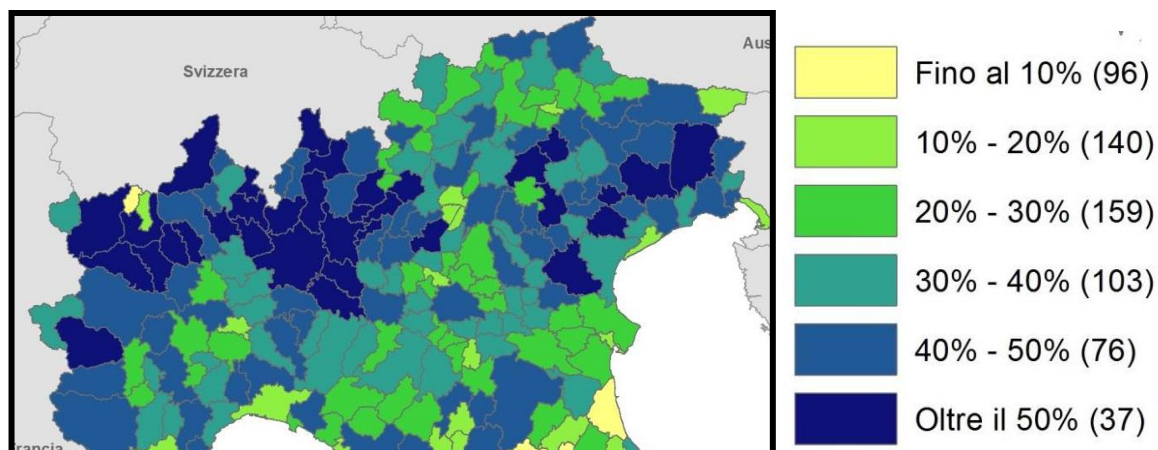 Svizzera
Aus
rancia
Fino al 10% (96)
10% - 20% (140)
20% - 30% (159)
30% - 40% (103)
40% - 50% (76)
Oltre il 50% (37)